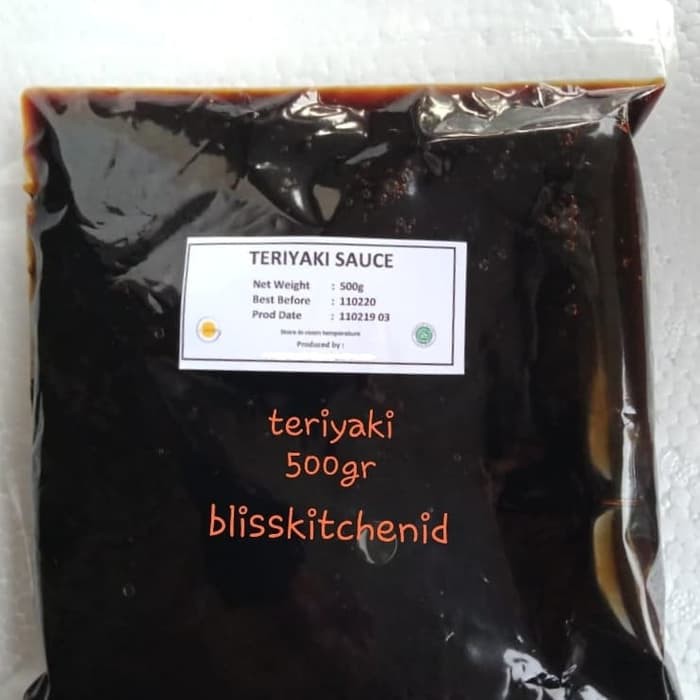 TERIYAKI SAUCE
Net Weight : 500g
Best Before : 110220
Prod Date : 110219 03
Store in room temperature
Produced by :
teriyaki
500gr
blisskitchenid